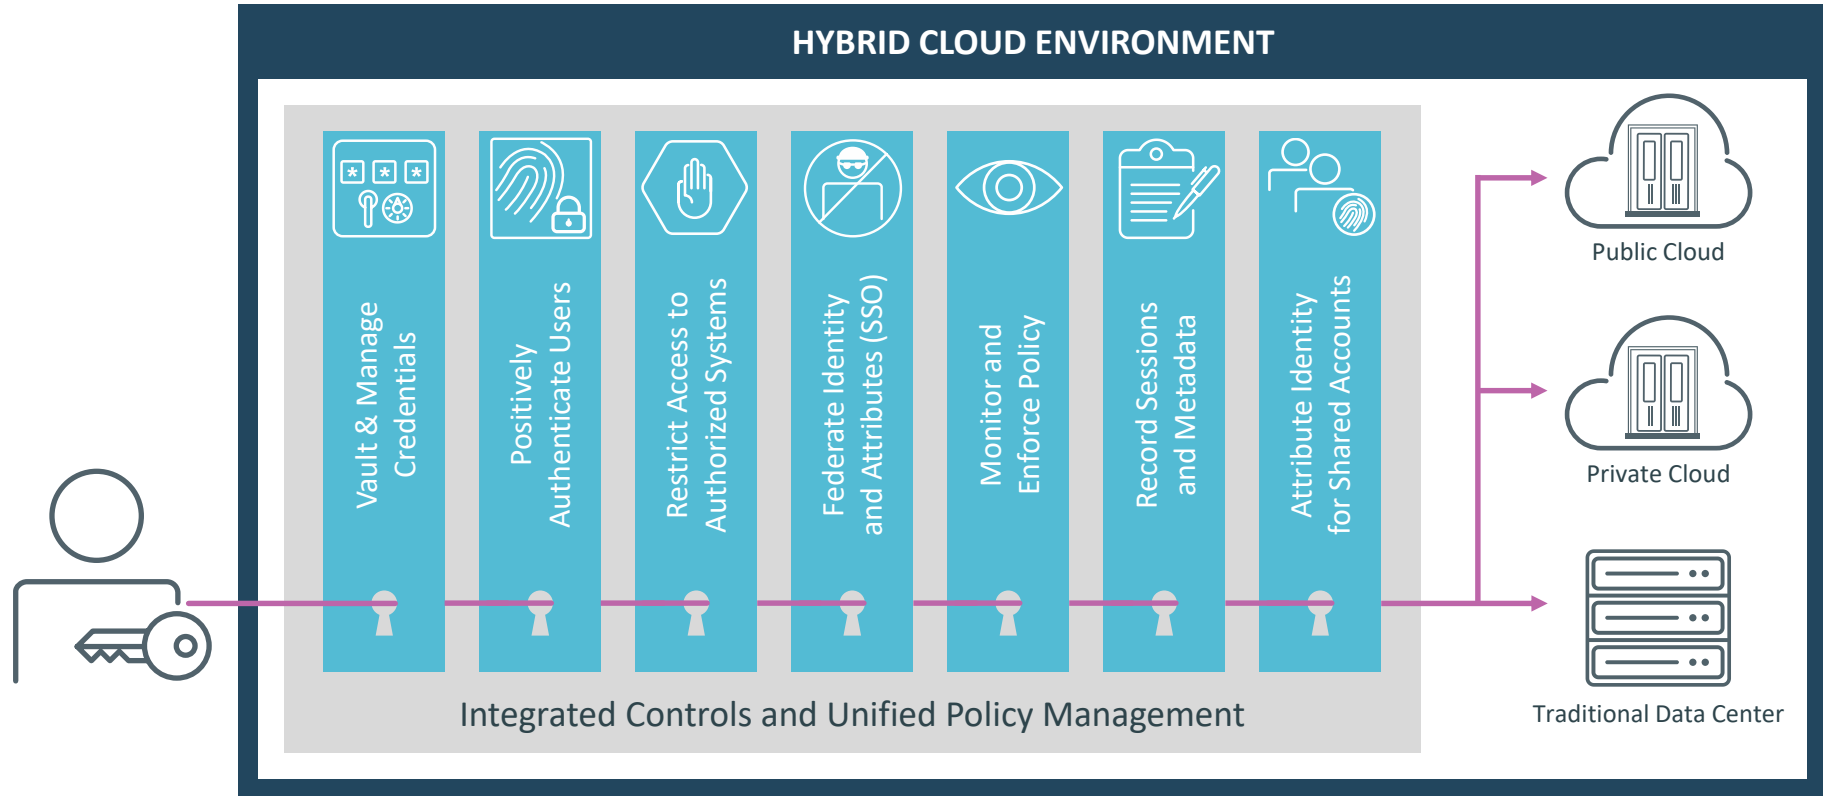 HYBRID CLOUD ENVIRONMENT
* * *
Vault & Manage
Credentials
Positively
Authenticate Users
Restrict Access to
Authorized Systems
Federate Identity
and Attributes (SSO)
Monitor and
Enforce Policy
Record Sessions
and Metadata
Attribute Identity
for Shared Accounts
Public Cloud
Private Cloud
Traditional Data Center
Integrated Controls and Unified Policy Management